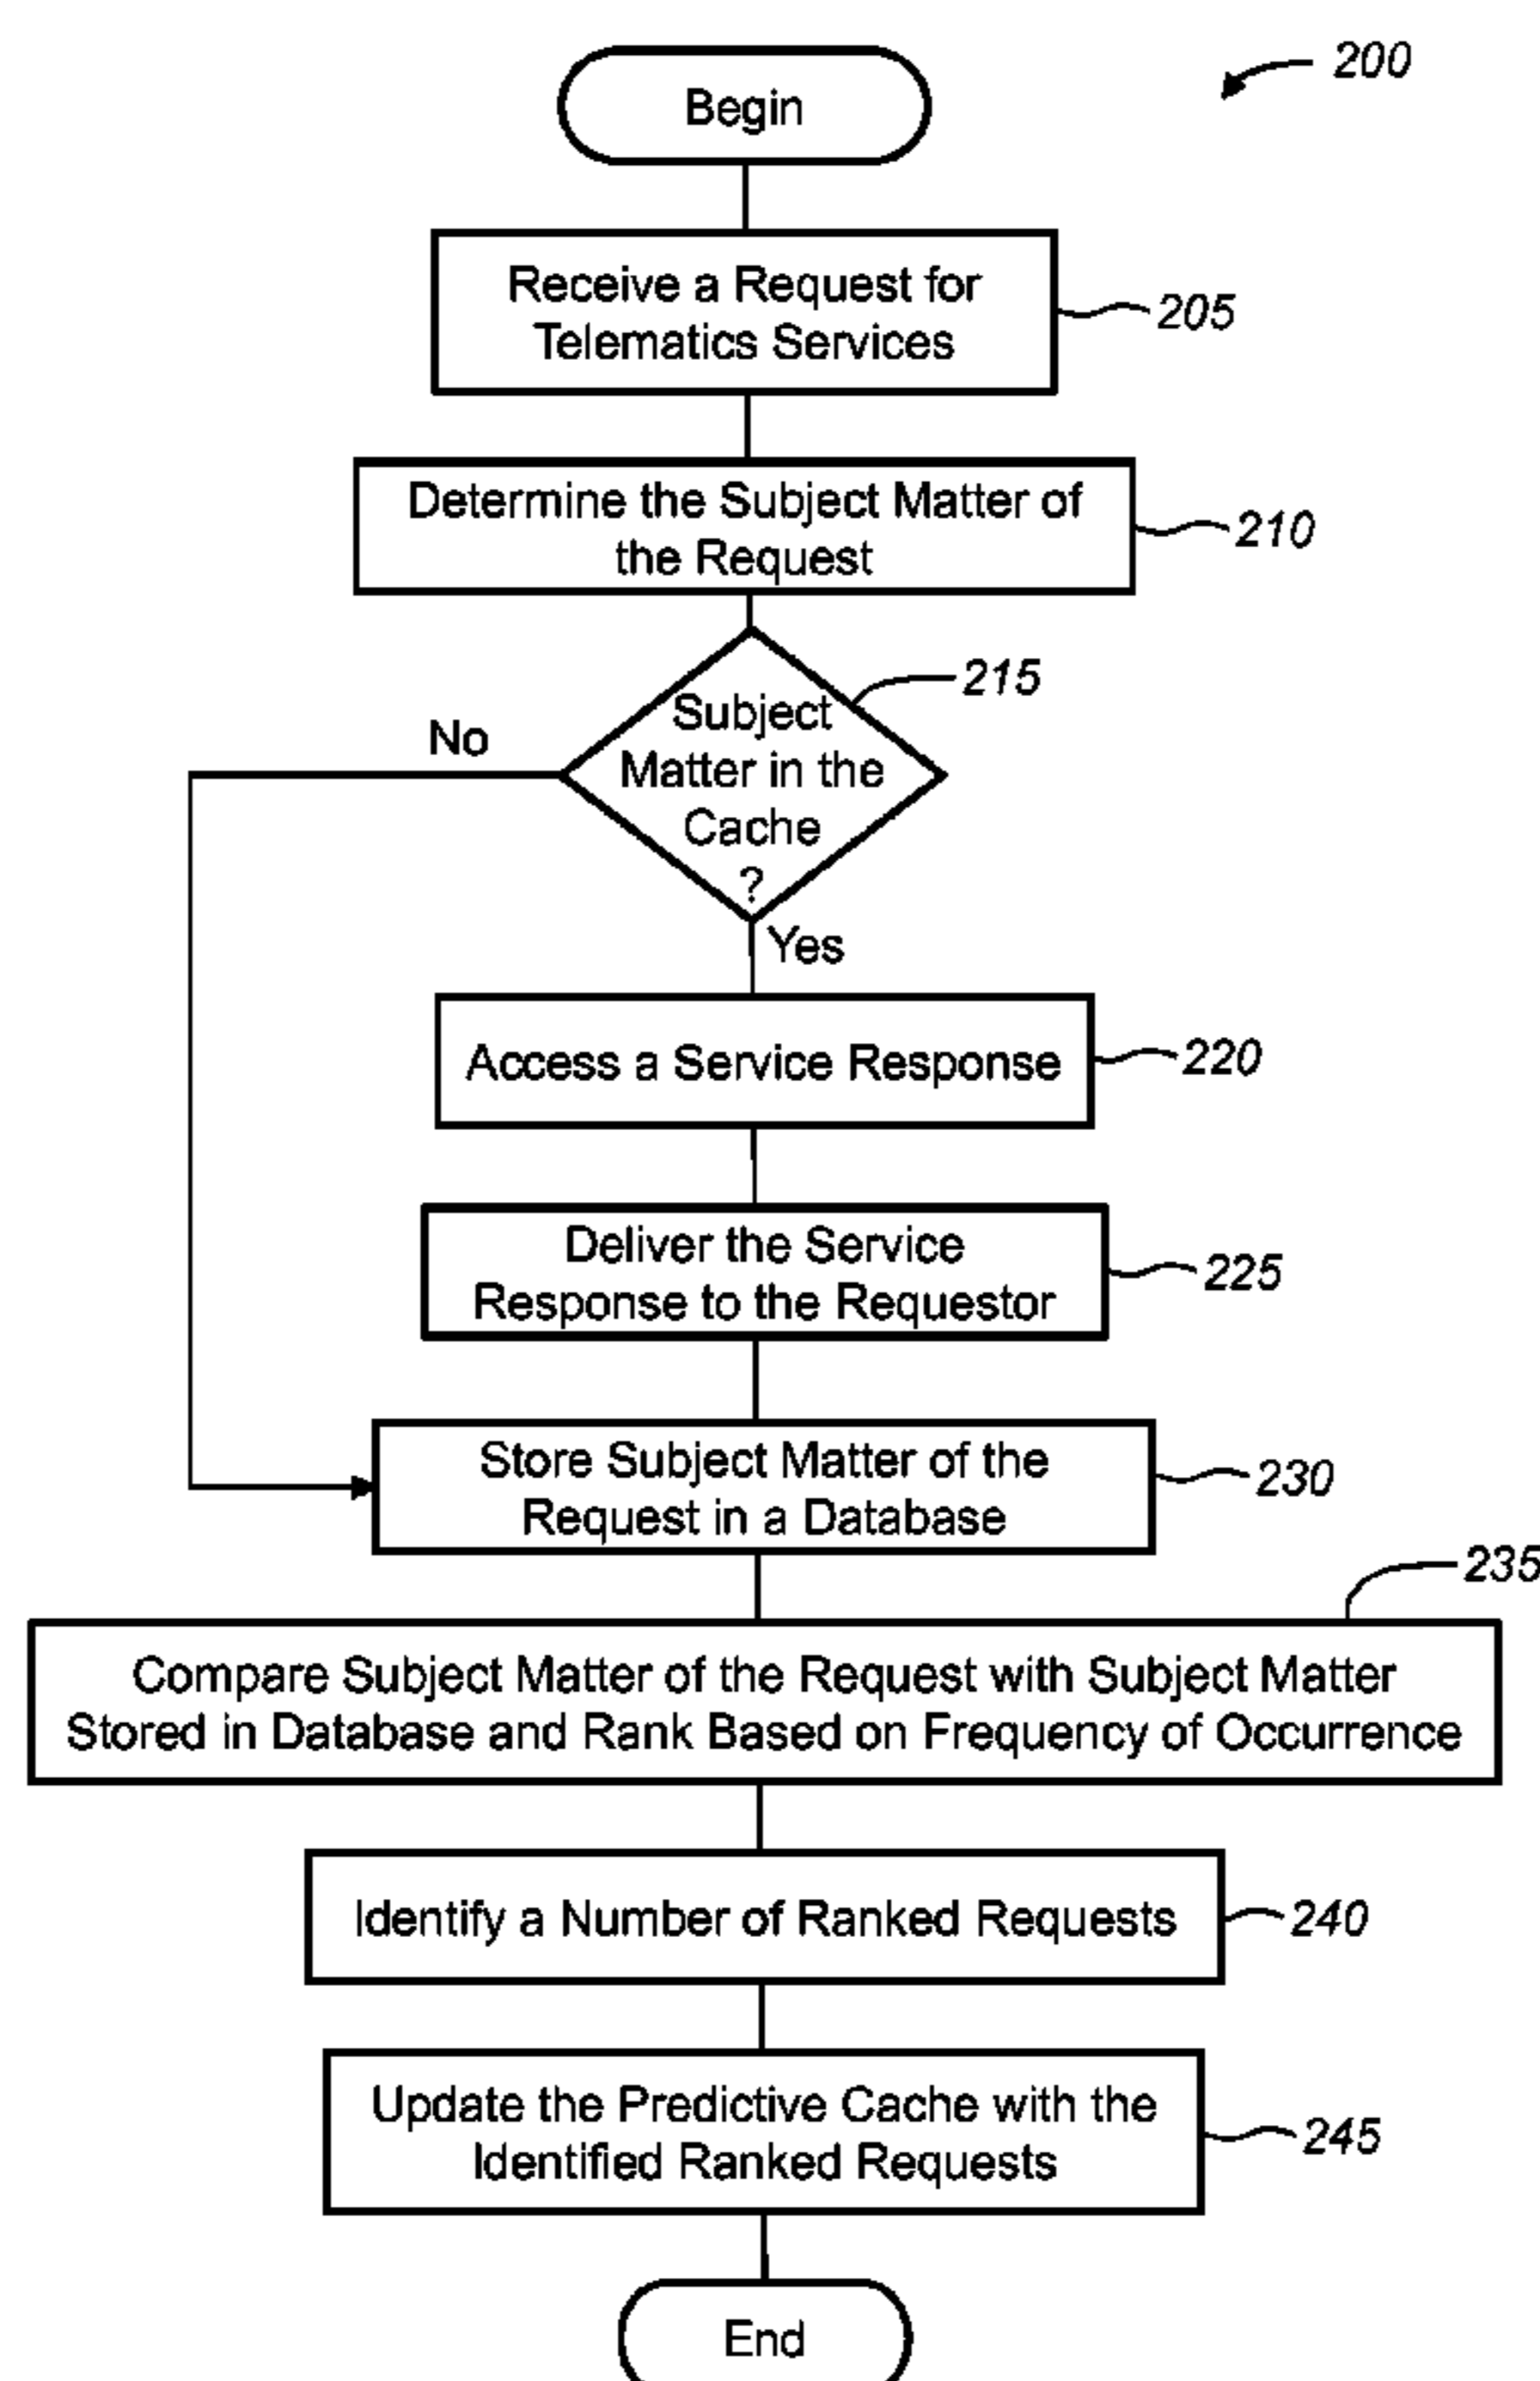 200
Begin
Receive a Request for
Telematics Services
205
Determine the Subject Matter of
the Request
210
215
Subject
Matter in the
Cache
?
No
Yes
Access a Service Response
220
Deliver the Service
Response to the Requestor
225
Store Subject Matter of the
Request in a Database
230
235
Compare Subject Matter of the Request with Subject Matter
Stored in Database and Rank Based on Frequency of Occurrence
Identify a Number of Ranked Requests
240
Update the Predictive Cache with the
Identified Ranked Requests
245
End